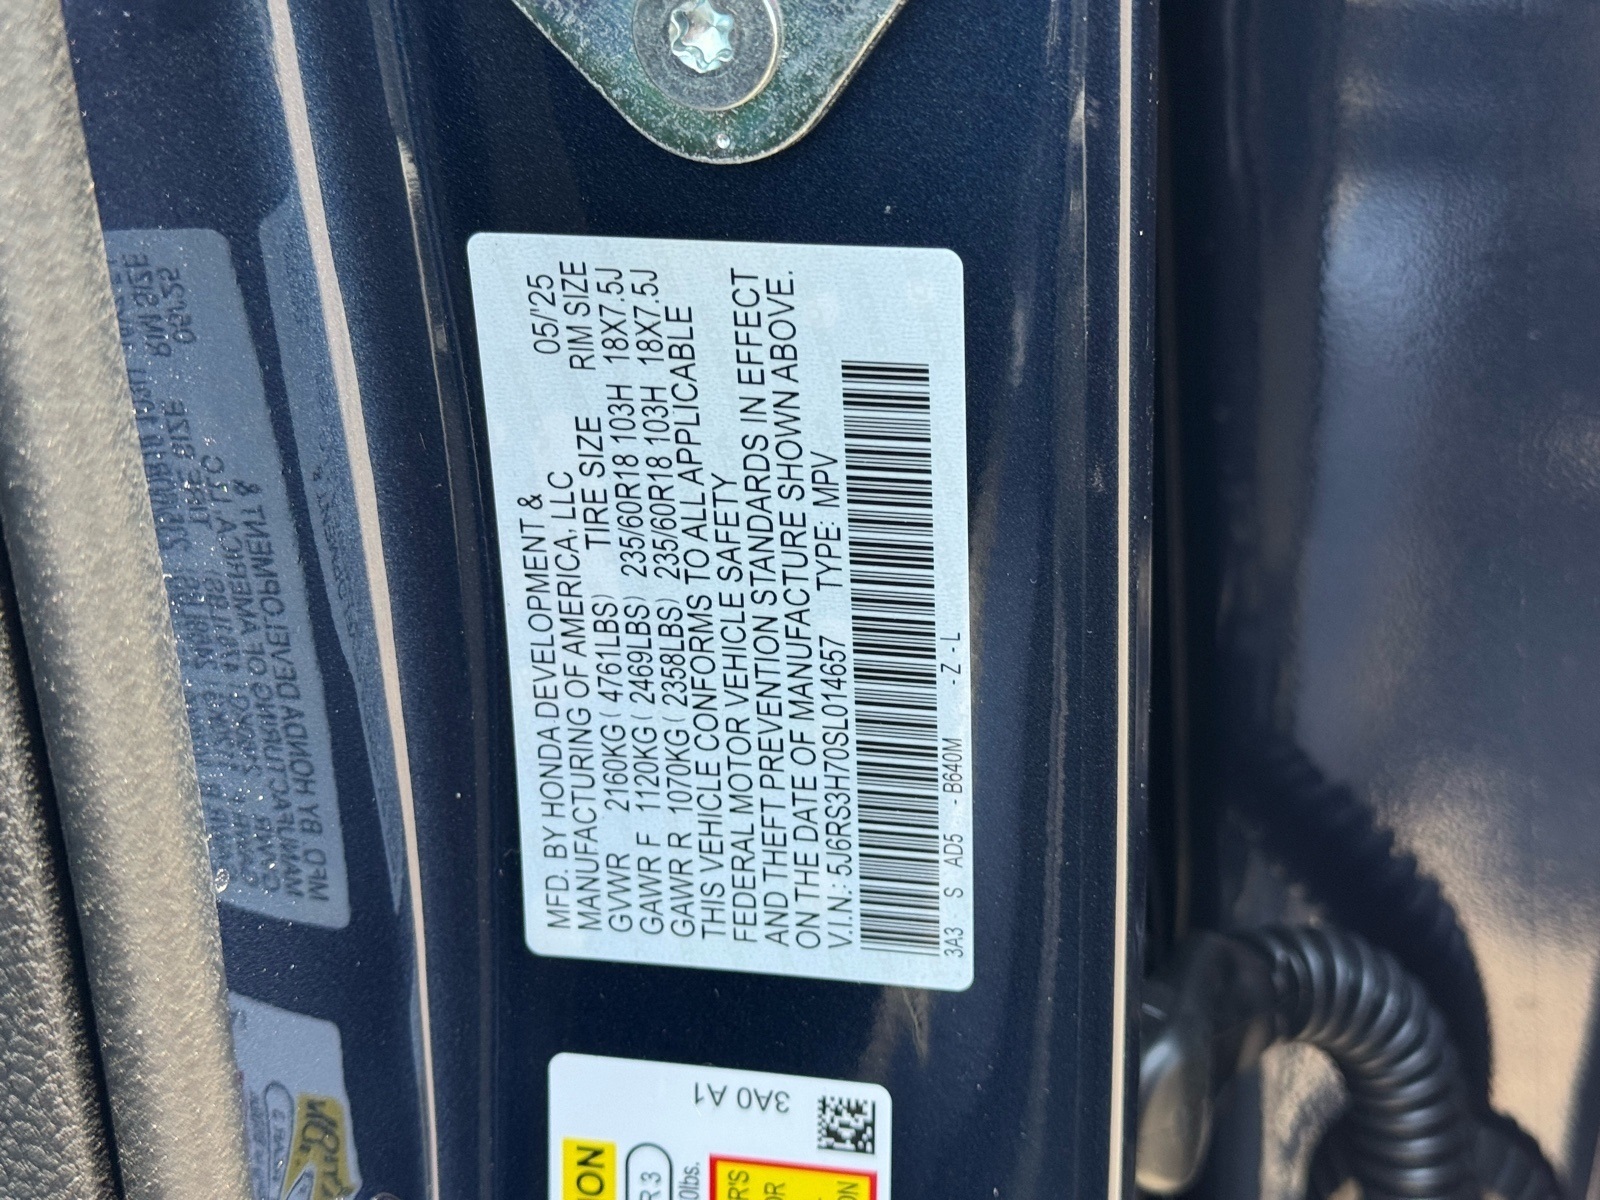 MFD. BY HONDA DEVELOPMENT &
MANUFACTURING OF AMERICA, LLC 05/'25
TIRE SIZE RIM SIZE
GVWR 2160KG ( 4761LBS)
GAWR F 1120KG ( 2469LBS) 235/60R18 103H 18X7.5J
GAWR R 1070KG ( 2358LBS) 235/60R18 103H 18X7.5J
THIS VEHICLE CONFORMS TO ALL APPLICABLE
FEDERAL MOTOR VEHICLE SAFETY
AND THEFT PREVENTION STANDARDS IN EFFECT
ON THE DATE OF MANUFACTURE SHOWN ABOVE.
V.I.N.: 5J6RS3H70SL014657 TYPE: MPV
3A3 - S AD5 - B640M - Z - L
3A0 A1